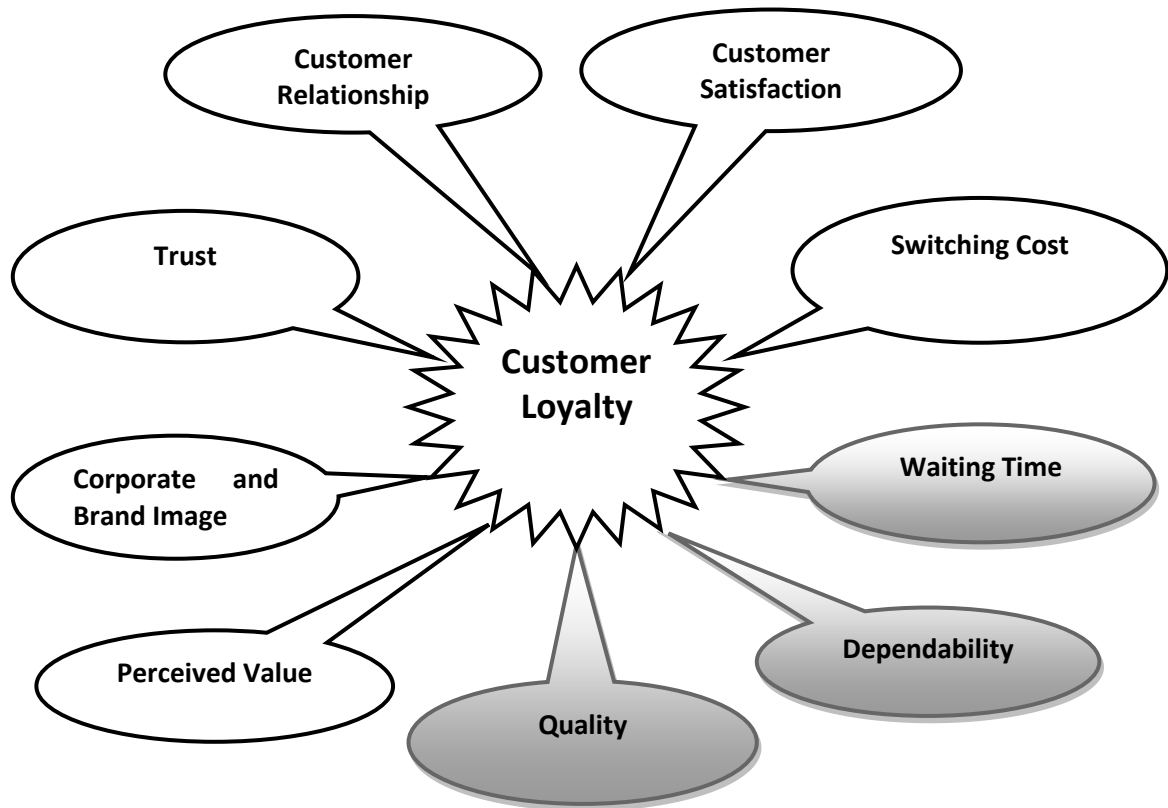 Customer
Relationship
Customer
Satisfaction
Trust
Switching Cost
Customer
Loyalty
Corporate and
Brand Image
Waiting Time
Perceived Value
Dependability
Quality